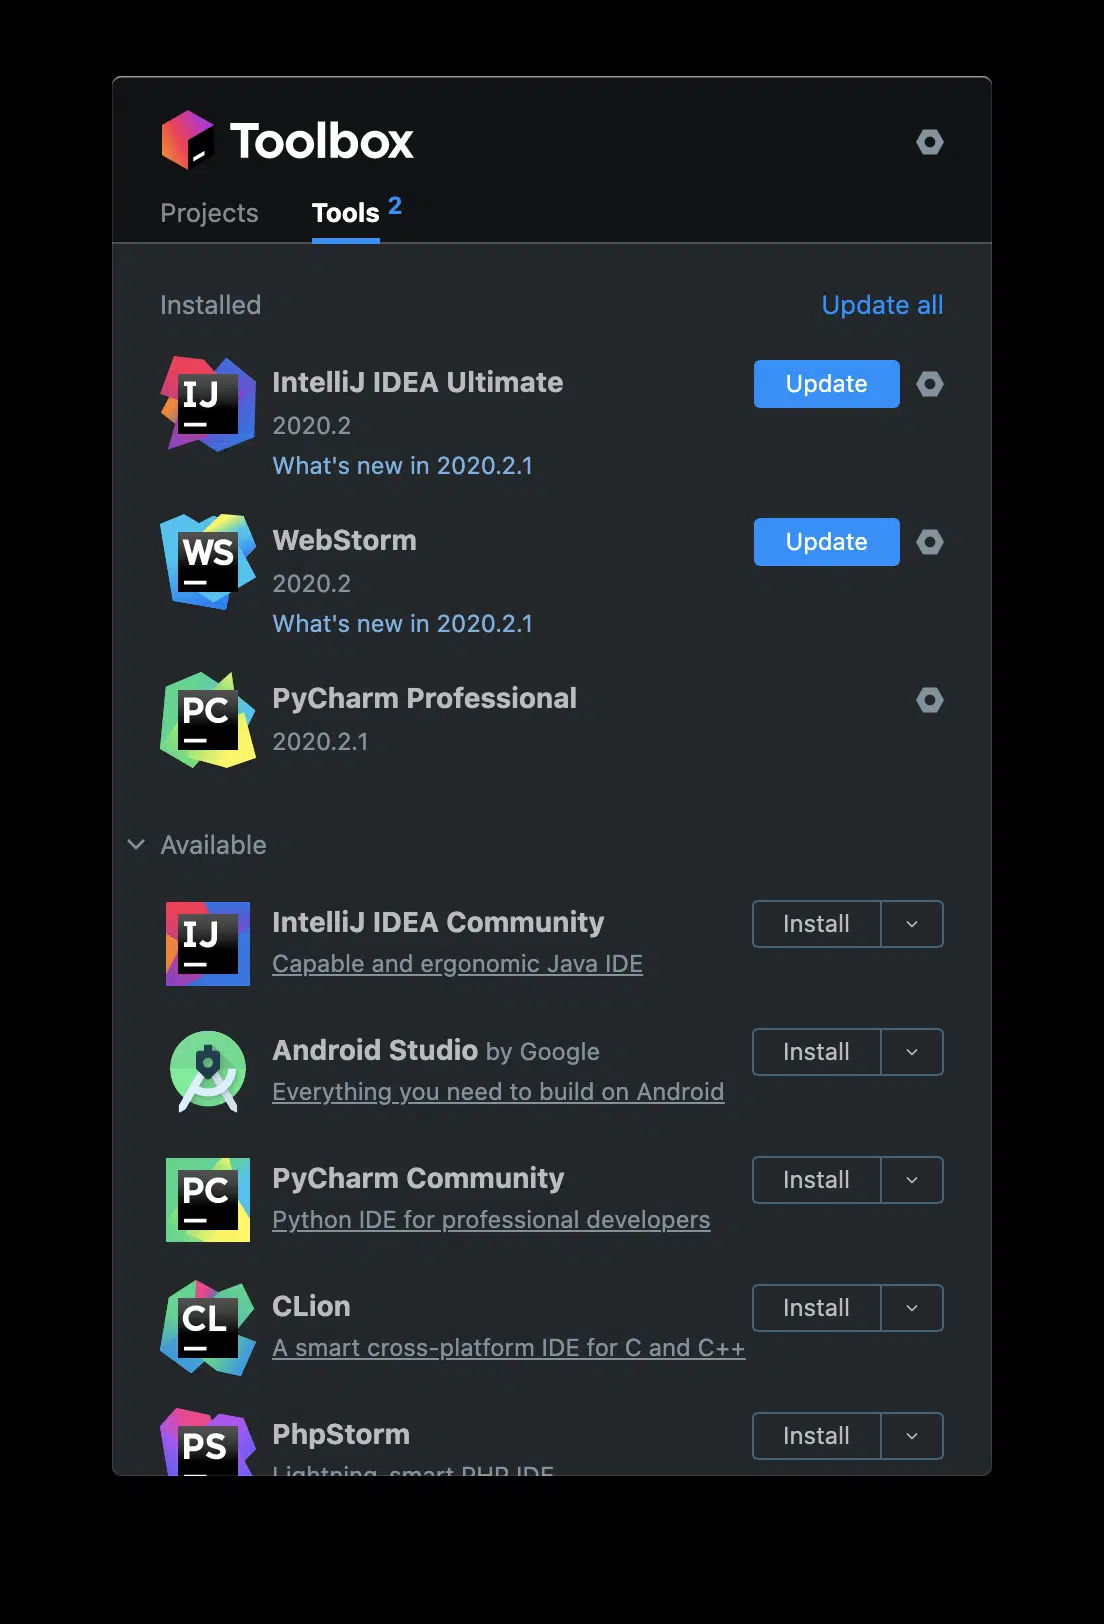 Toolbox
Projects Tools 2
Installed Update all
IJ IntelliJ IDEA Ultimate Update
2020.2
What's new in 2020.2.1
WS WebStorm Update
2020.2
What's new in 2020.2.1
PC PyCharm Professional
2020.2.1
Available
IJ IntelliJ IDEA Community Install
Capable and ergonomic Java IDE
Android Studio by Google Install
Everything you need to build on Android
PC PyCharm Community Install
Python IDE for professional developers
CL CLion Install
A smart cross-platform IDE for C and C++
PS PhpStorm Install
Lightning-smart PHP IDE